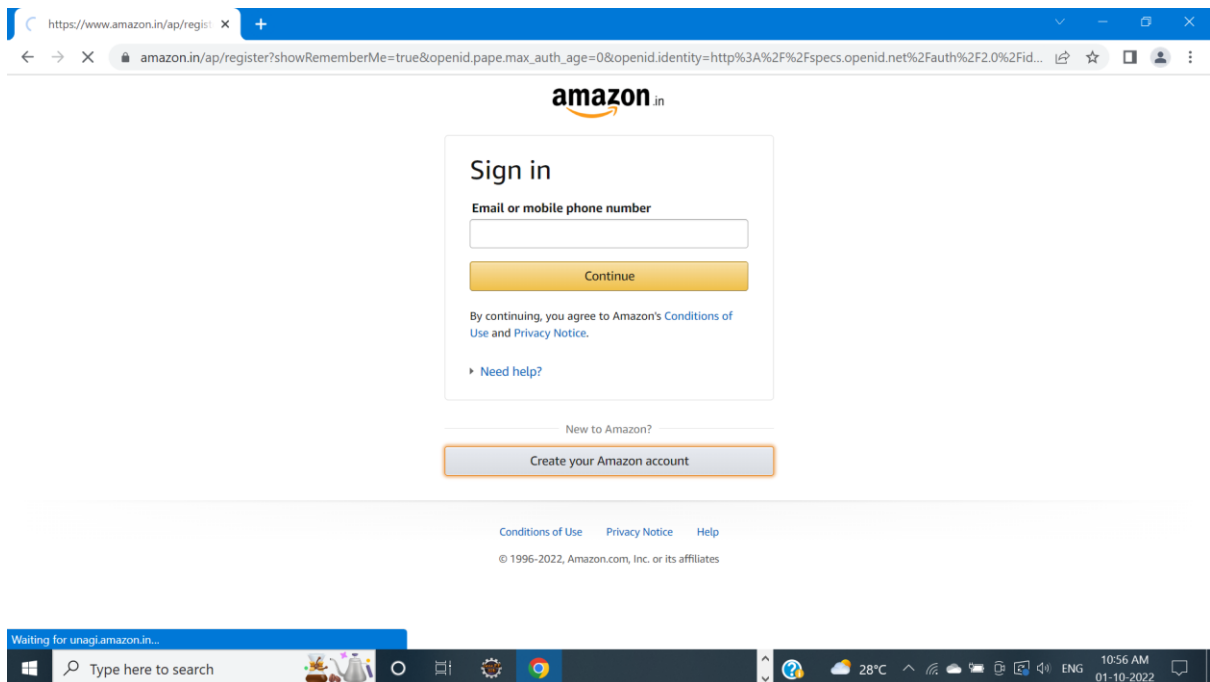 https://www.amazon.in/ap/regist
amazon.in/ap/register?showRememberMe=true&openid.pape.max_auth_age=0&openid.identity=http%3A%2F%2Fspecs.openid.net%2Fauth%2F2.0%2Fid...
amazon.in
Sign in
Email or mobile phone number
Continue
By continuing, you agree to Amazon's Conditions of
Use and Privacy Notice.
Need help?
New to Amazon?
Create your Amazon account
Conditions of Use Privacy Notice Help
© 1996-2022, Amazon.com, Inc. or its affiliates
Waiting for unagi.amazon.in...
Type here to search
28°C
ENG
10:56 AM
01-10-2022